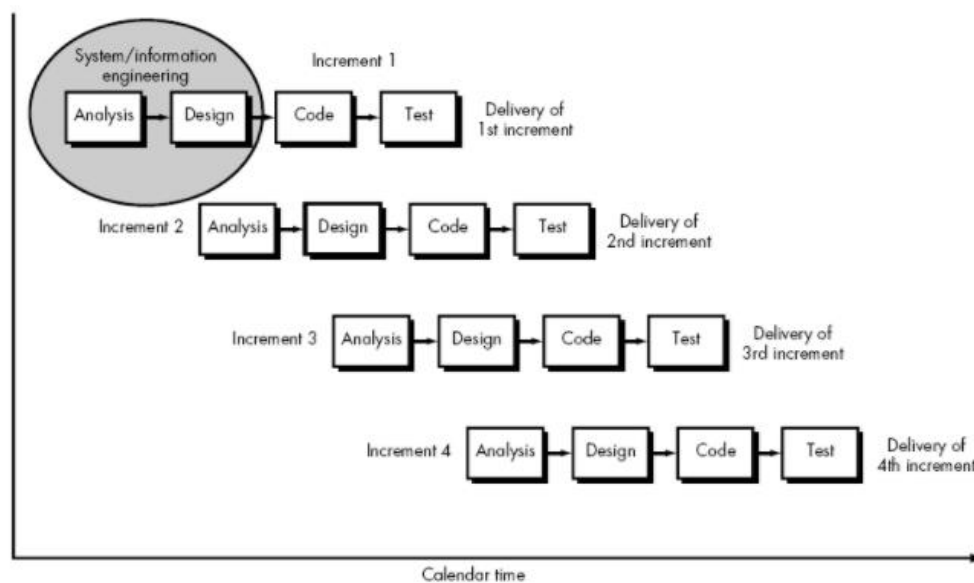 System/information
engineering
Increment 1
Analysis
Design
Code
Test
Delivery of
1st increment
Increment 2
Analysis
Design
Code
Test
Delivery of
2nd increment
Increment 3
Analysis
Design
Code
Test
Delivery of
3rd increment
Increment 4
Analysis
Design
Code
Test
Delivery of
4th increment
Calendar time